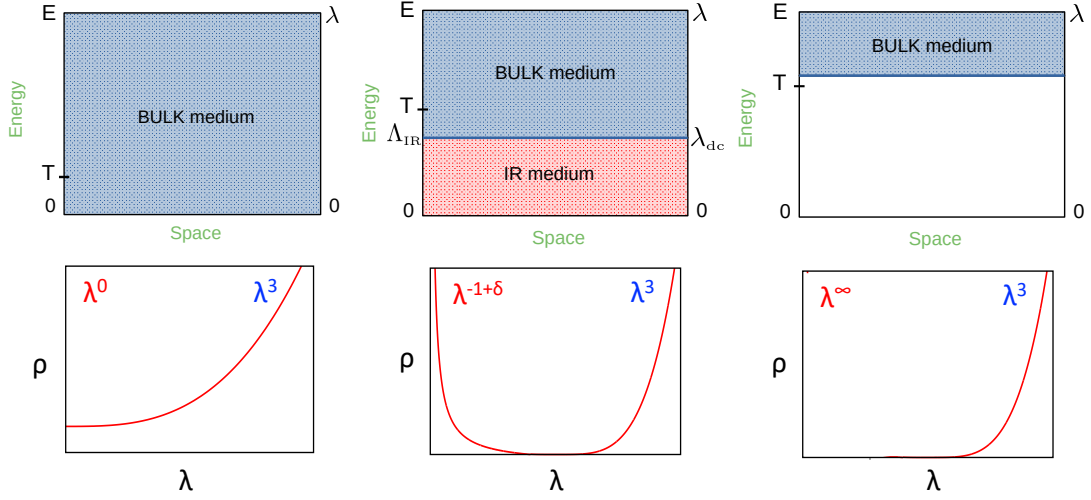 E
λ
BULK medium
Energy
T
0
0
Space
E
λ
BULK medium
Energy
T
Λ_IR
λ_dc
IR medium
0
0
Space
E
λ
BULK medium
Energy
T
0
0
Space
λ^0
λ^3
ρ
λ
λ^{-1+δ}
λ^3
ρ
λ
λ^∞
λ^3
ρ
λ